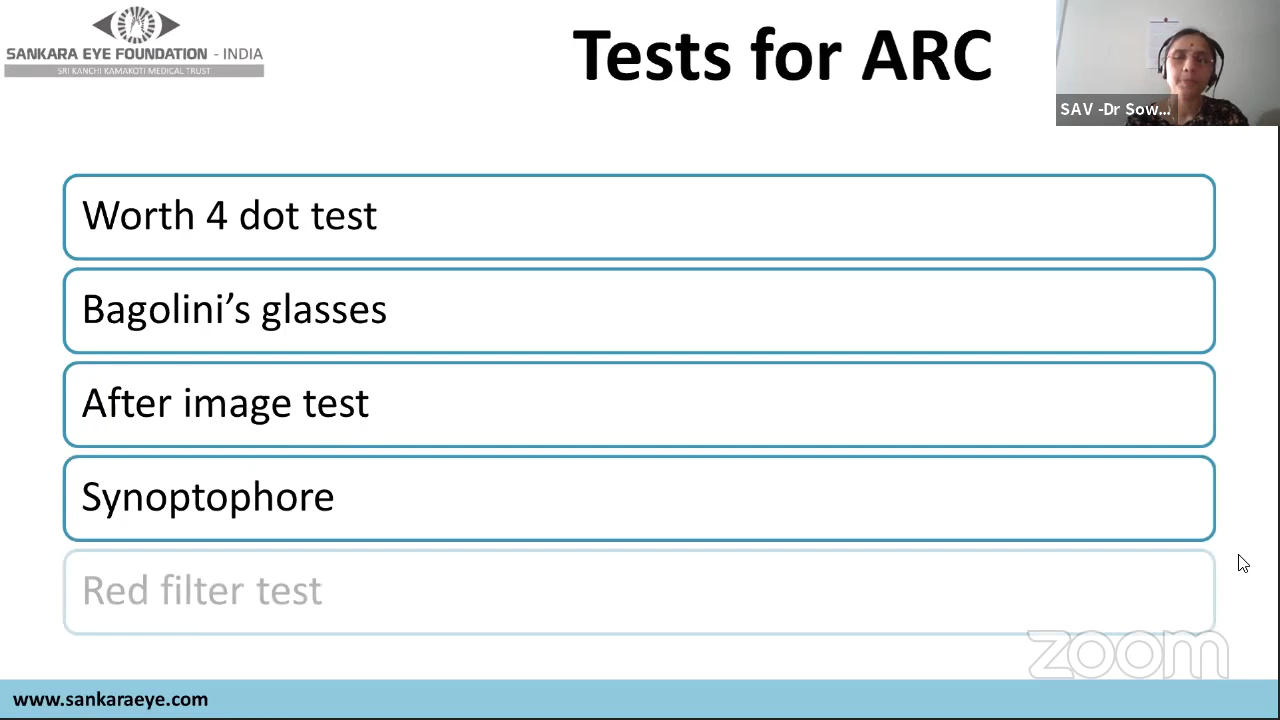 SANKARA EYE FOUNDATION - INDIA
SRI KANCHI KAMAKOTI MEDICAL TRUST
Tests for ARC
SAV -Dr Sow...
Worth 4 dot test
Bagolini’s glasses
After image test
Synoptophore
Red filter test
zoom
www.sankaraeye.com